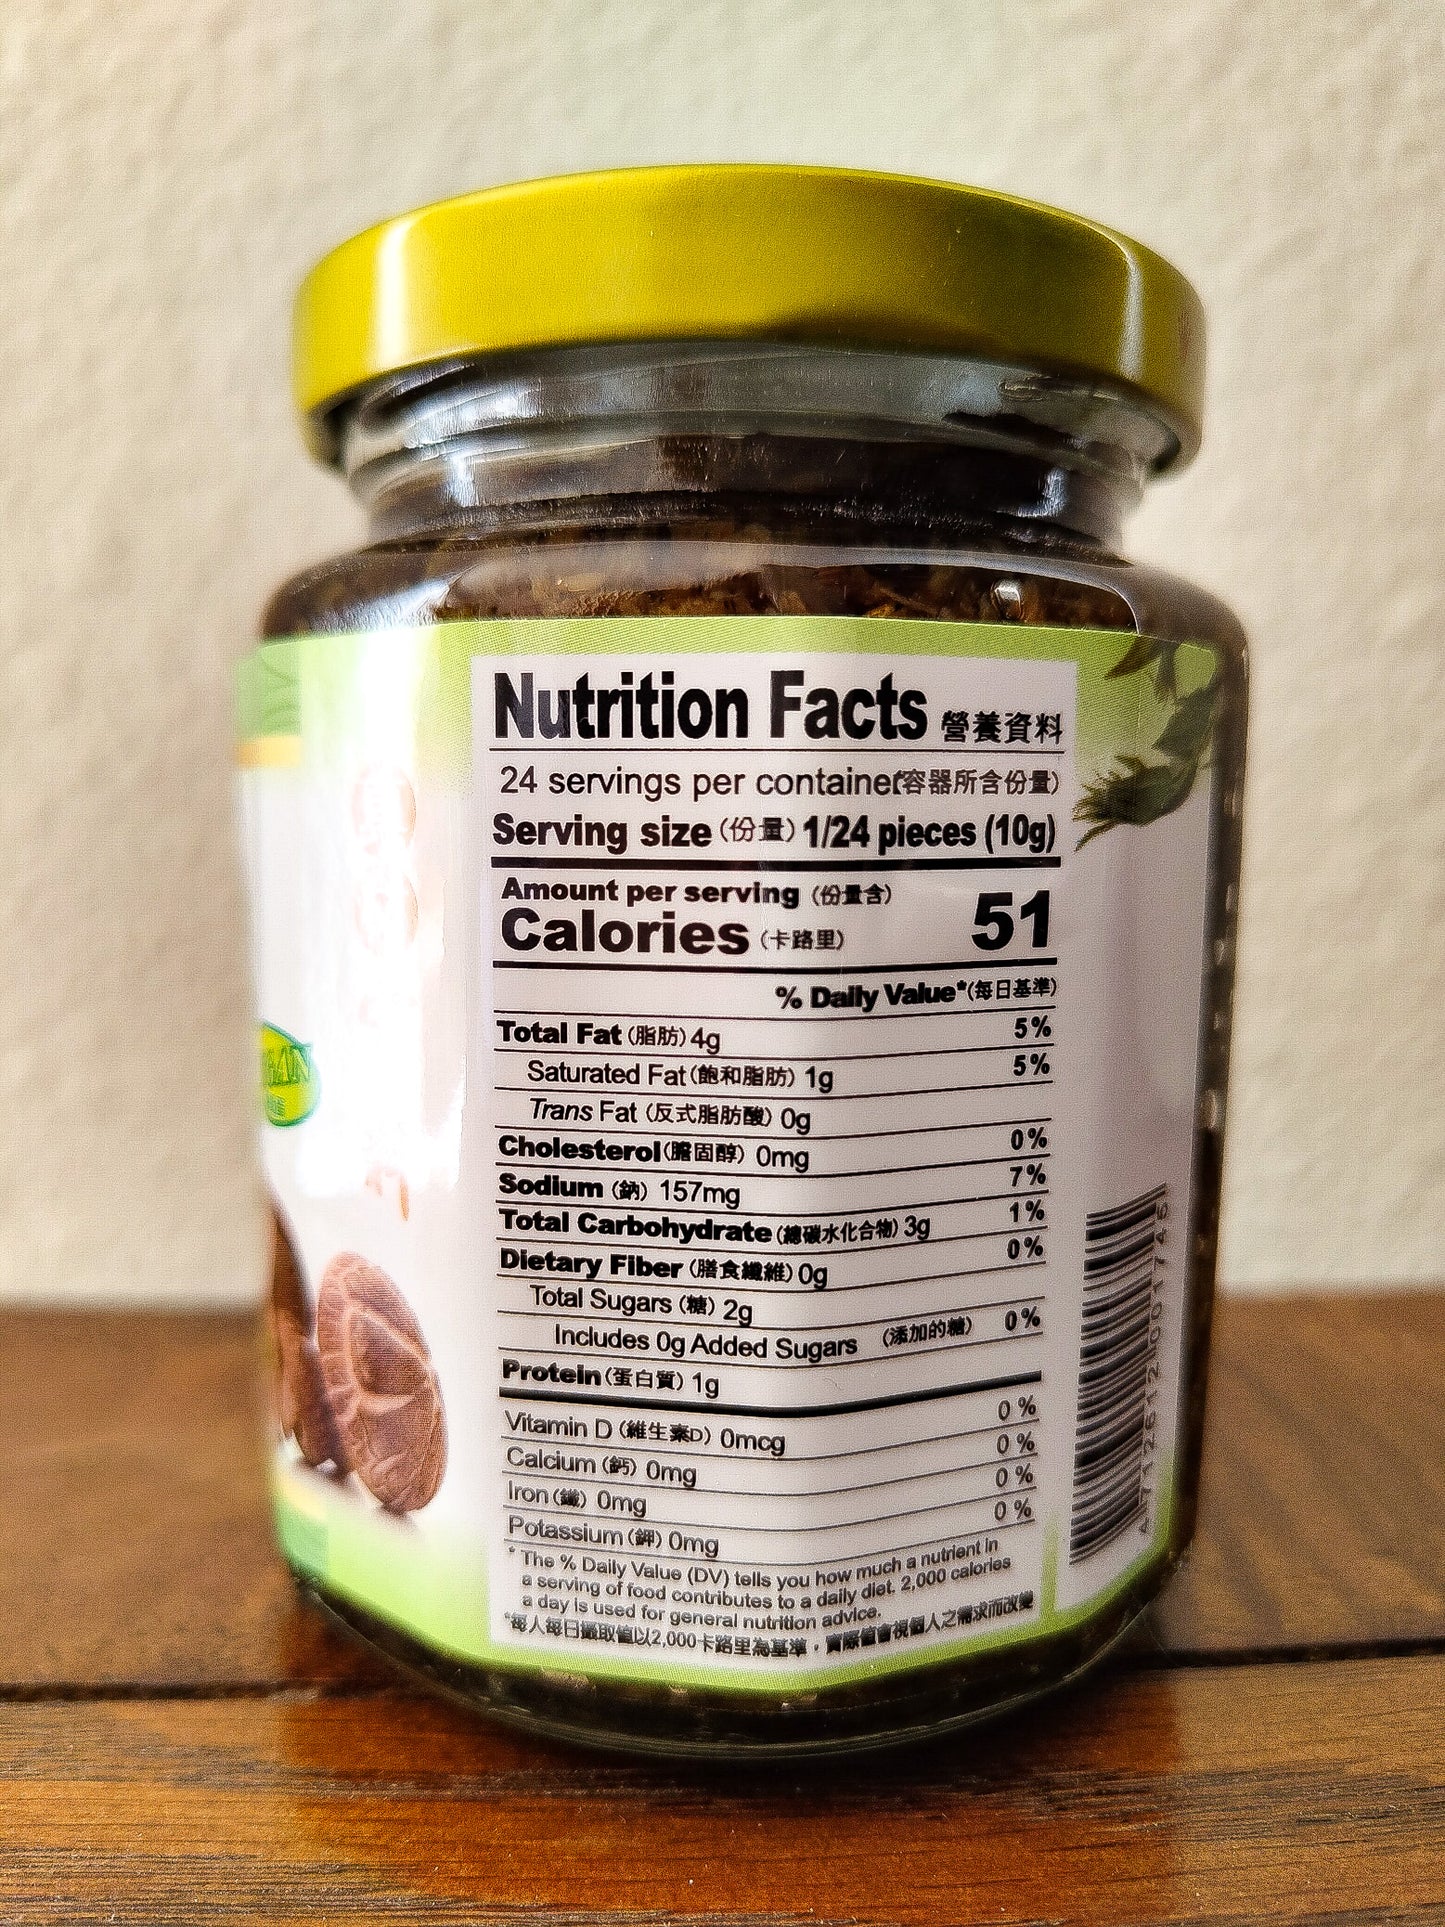 Nutrition Facts 營養資料
24 servings per container(容器所含份量)
Serving size (份量) 1/24 pieces (10g)
Amount per serving (份量含)
Calories (卡路里) 51
% Daily Value*(每日基準)
Total Fat (脂肪) 4g 5%
Saturated Fat (飽和脂肪) 1g 5%
Trans Fat (反式脂肪酸) 0g
Cholesterol (膽固醇) 0mg 0%
Sodium (鈉) 157mg 7%
Total Carbohydrate (總碳水化合物) 3g 1%
Dietary Fiber (膳食纖維) 0g 0%
Total Sugars (糖) 2g
Includes 0g Added Sugars (添加的糖) 0%
Protein (蛋白質) 1g
Vitamin D (維生素D) 0mcg 0%
Calcium (鈣) 0mg 0%
Iron (鐵) 0mg 0%
Potassium (鉀) 0mg 0%
* The % Daily Value (DV) tells you how much a nutrient in
a serving of food contributes to a daily diet. 2,000 calories
a day is used for general nutrition advice.
*每人每日攝取值以2,000卡路里為基準，實際值會視個人之需求而改變